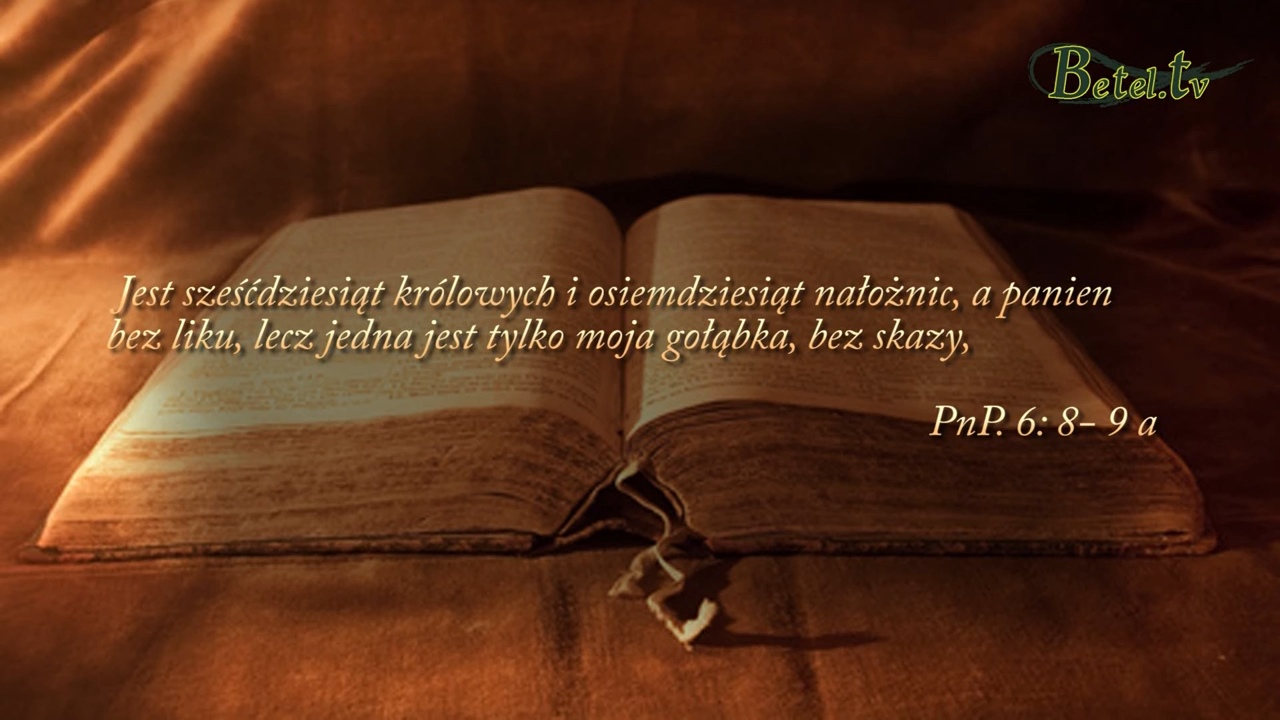 Betel.tv
Jest sześćdziesiąt królowych i osiemdziesiąt nałożnic, a panien
bez liku, lecz jedna jest tylko moja gołąbka, bez skazy,
PnP. 6: 8- 9 a